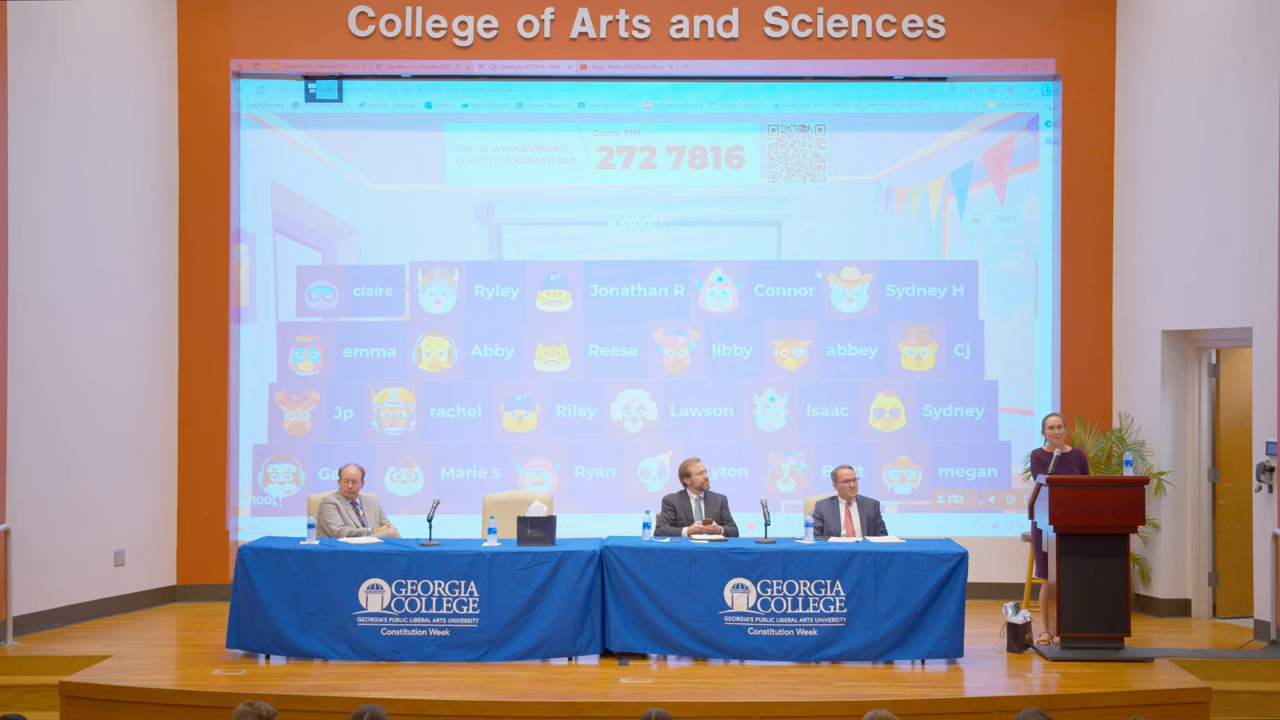 College of Arts and Sciences
Join at www.kahoot.it
or with the Kahoot! app
Game PIN:
272 7816
Kahoot!
Start
claire Ryley Jonathan R Connor Sydney H
emma Abby Reese libby abbey Cj
Jp rachel Riley Lawson Isaac Sydney
Marie s Ryan megan
132
GEORGIA
COLLEGE
GEORGIA'S PUBLIC LIBERAL ARTS UNIVERSITY
Constitution Week
GEORGIA
COLLEGE
GEORGIA'S PUBLIC LIBERAL ARTS UNIVERSITY
Constitution Week